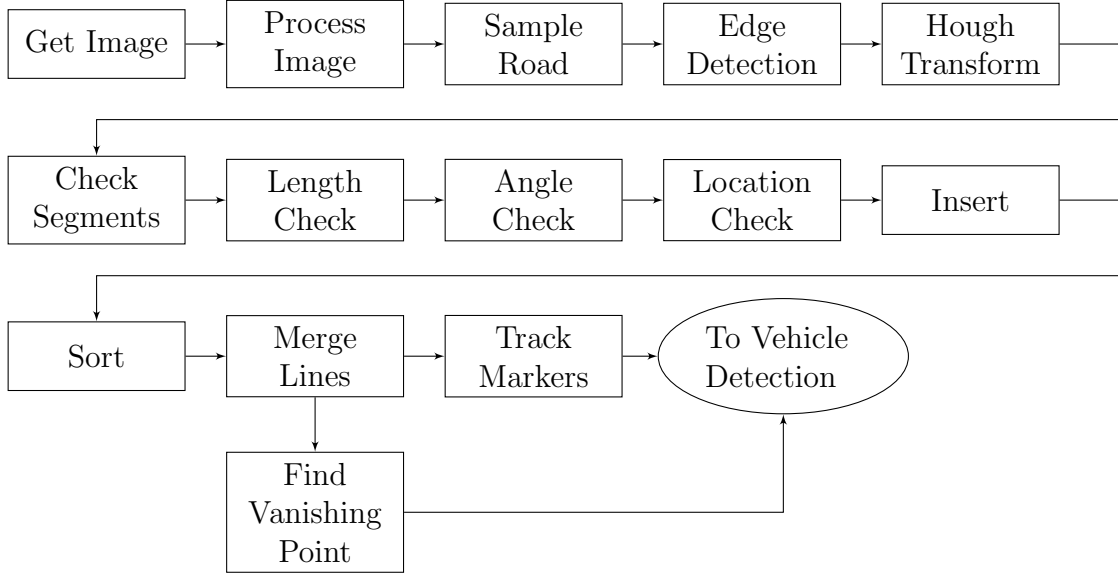 Get Image
Process
Image
Sample
Road
Edge
Detection
Hough
Transform
Check
Segments
Length
Check
Angle
Check
Location
Check
Insert
Sort
Merge
Lines
Track
Markers
To Vehicle
Detection
Find
Vanishing
Point